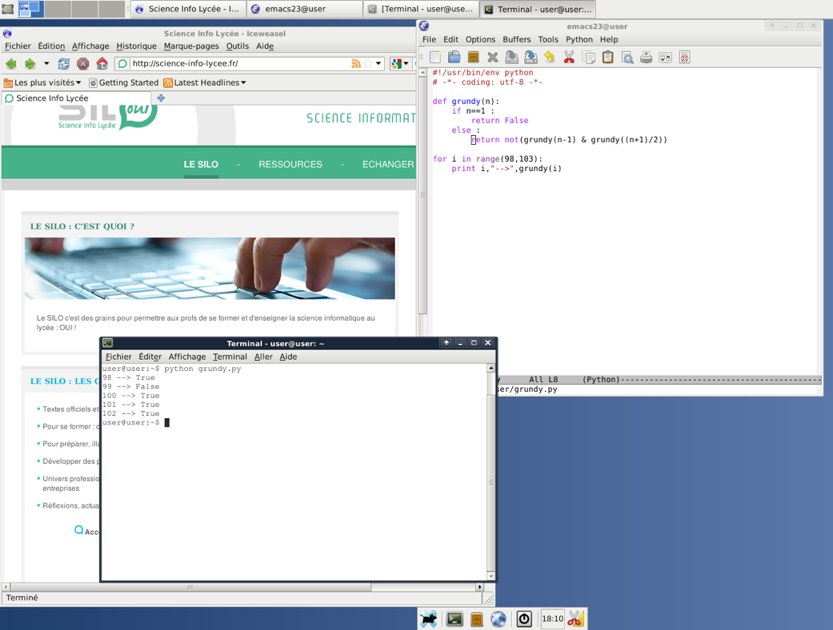 Science Info Lycée - I...
emacs23@user
[Terminal - user@use...
Terminal - user@user:...
Science Info Lycée - Iceweasel
Fichier Édition Affichage Historique Marque-pages Outils Aide
http://science-info-lycee.fr/
Les plus visités Getting Started Latest Headlines
Science Info Lycée
SIL oui
Science Info Lycée
SCIENCE INFORMAT
LE SILO - RESSOURCES - ECHANGER
LE SILO : C'EST QUOI ?
Le SILO c'est des grains pour permettre aux profs de se former et d'enseigner la science informatique au
lycée : OUI !
LE SILO : LES
Textes officiels et
Pour se former :
Pour préparer,
Développer des
Univers
entreprises
Réflexions,
Terminé
emacs23@user
File Edit Options Buffers Tools Python Help
#!/usr/bin/env python
# -*- coding: utf-8 -*-
def grundy(n):
if n==1 :
return False
else :
return not(grundy(n-1) & grundy((n+1)/2))
for i in range(98,103):
print i,"-->",grundy(i)
All L8 (Python)--------------------------------------------
ser/grundy.py
Terminal - user@user: ~
Fichier Éditer Affichage Terminal Aller Aide
user@user:~$ python grundy.py
98 --> True
99 --> False
100 --> True
101 --> True
102 --> True
user@user:~$
18:10